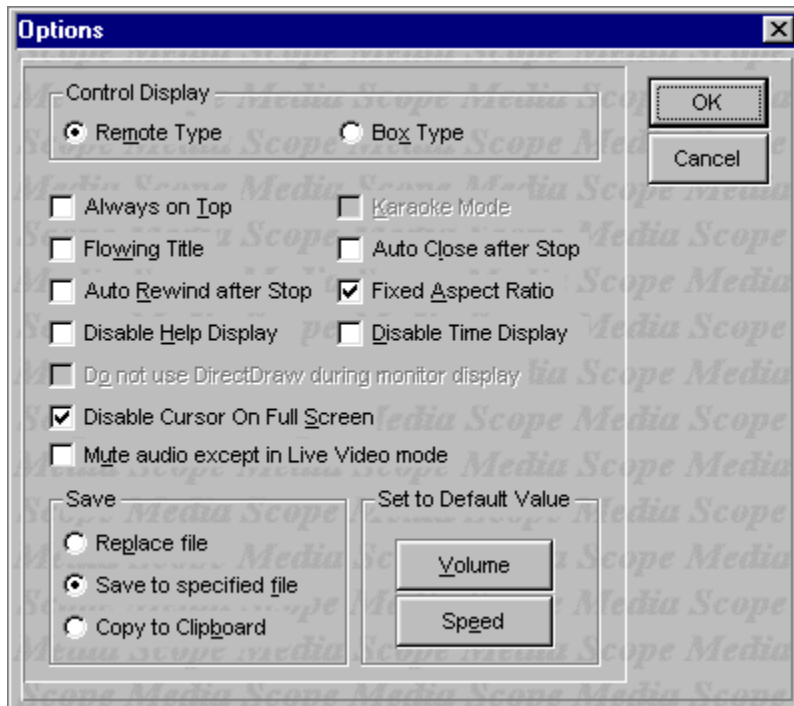 Options
Control Display
Remote Type
Box Type
OK
Cancel
Always on Top
Karaoke Mode
Flowing Title
Auto Close after Stop
Auto Rewind after Stop
Fixed Aspect Ratio
Disable Help Display
Disable Time Display
Do not use DirectDraw during monitor display
Disable Cursor On Full Screen
Mute audio except in Live Video mode
Save
Replace file
Save to specified file
Copy to Clipboard
Set to Default Value
Volume
Speed
Media Scope